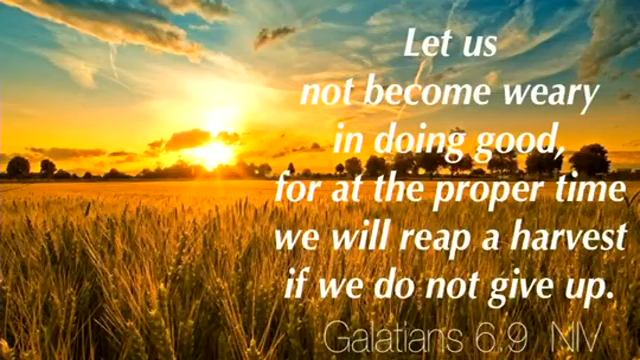 Let us
not become weary
in doing good,
for at the proper time
we will reap a harvest
if we do not give up.
Galatians 6.9 NIV